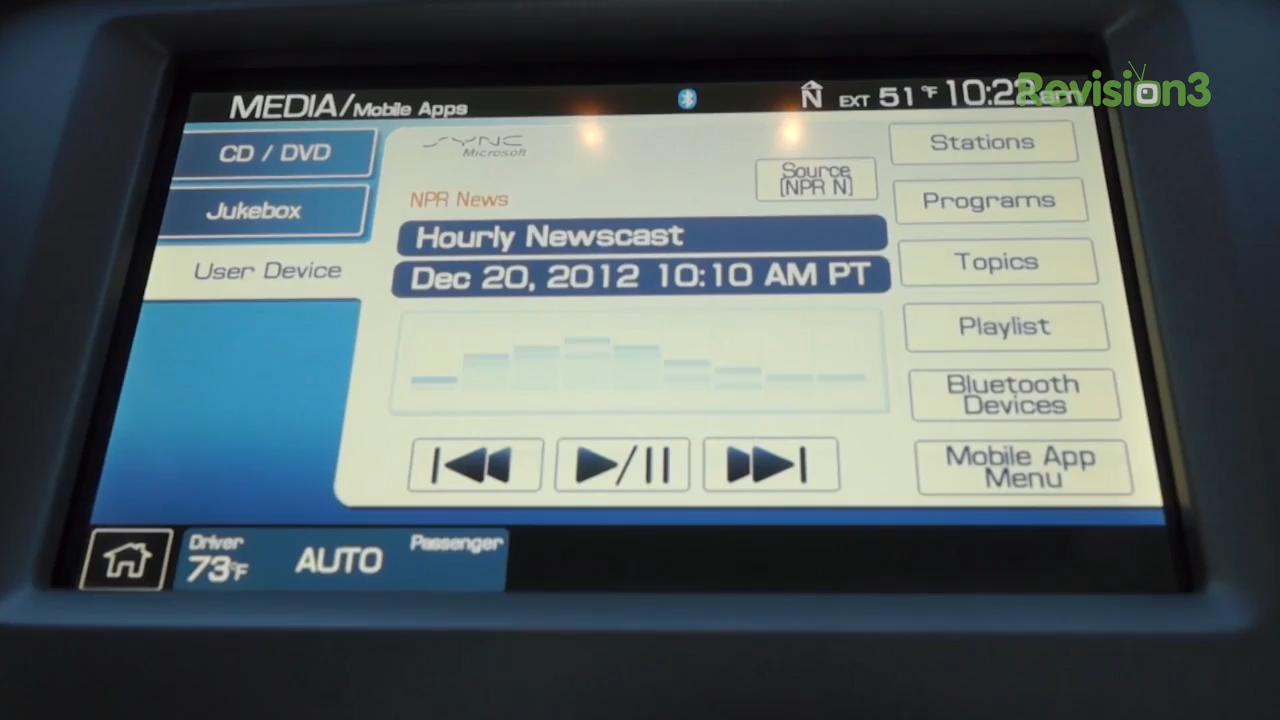 MEDIA/Mobile Apps
N EXT 51°F
Revision3
CD / DVD
Jukebox
User Device
SYNC
Microsoft
Source
[NPR N]
NPR News
Hourly Newscast
Dec 20, 2012 10:10 AM PT
Stations
Programs
Topics
Playlist
Bluetooth
Devices
Mobile App
Menu
Driver
73°F
AUTO
Passenger